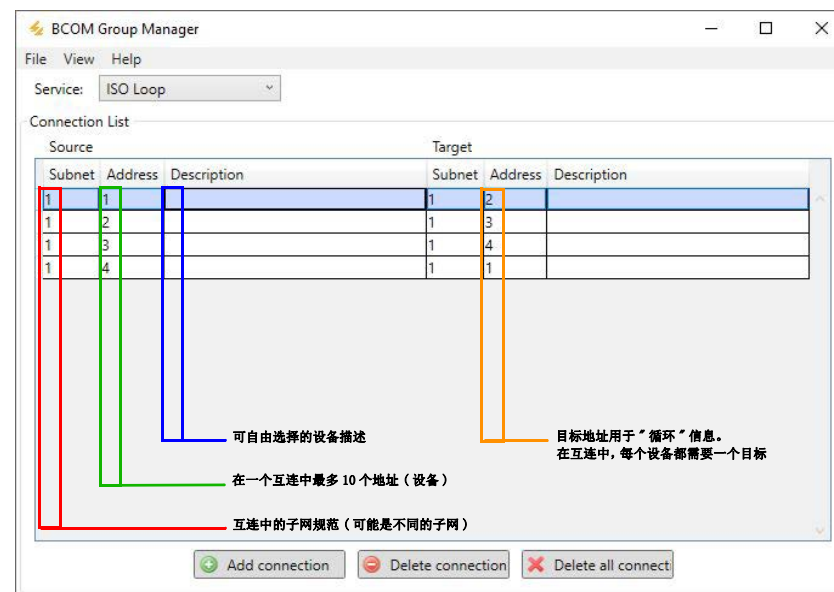 BCOM Group Manager
File View Help
Service: ISO Loop
Connection List
Source Target
Subnet Address Description Subnet Address Description
1 1 1 2
1 2 1 3
1 3 1 4
1 4 1 1
可自由选择的设备描述
目标地址用于"循环"信息。
在互连中，每个设备都需要一个目标
在一个互连中最多 10 个地址（设备）
互连中的子网规范（可能是不同的子网）
Add connection Delete connection Delete all connecti